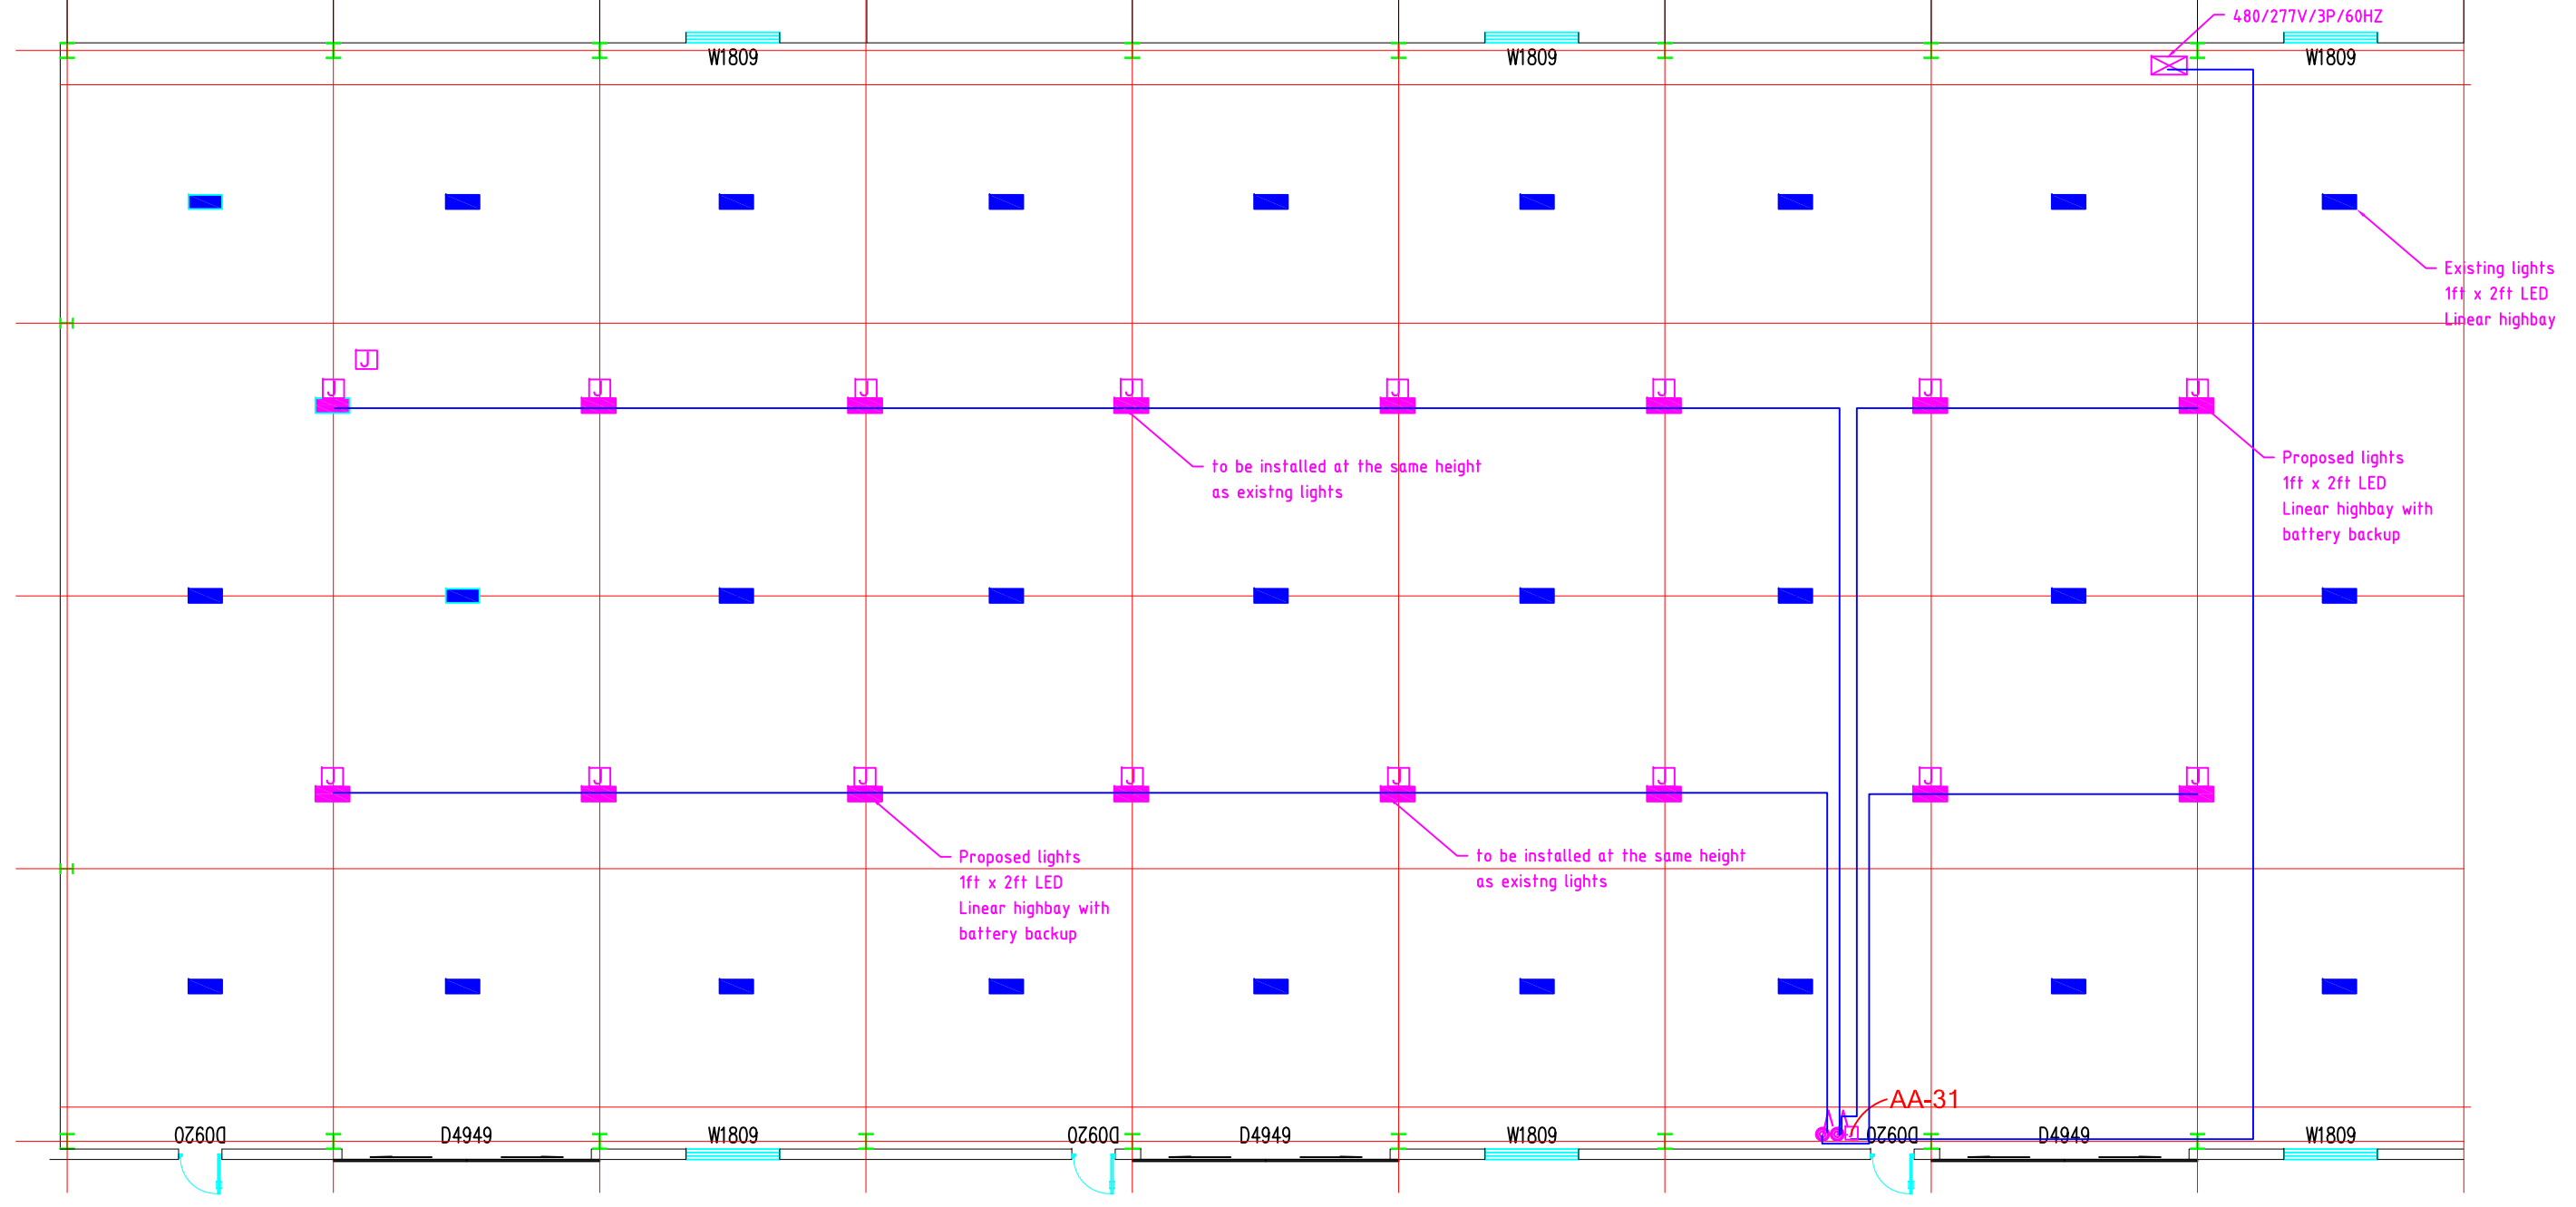 480/277V/3P/60HZ
W1809
W1809
W1809
Existing lights
1ft x 2ft LED
Linear highbay
J
J
J
J
J
J
J
J
J
to be installed at the same height
as existng lights
Proposed lights
1ft x 2ft LED
Linear highbay with
battery backup
J
J
J
J
J
J
J
J
Proposed lights
1ft x 2ft LED
Linear highbay with
battery backup
to be installed at the same height
as existng lights
AA-31
D0920
D4949
W1809
D0920
D4949
W1809
D0920
D4949
W1809